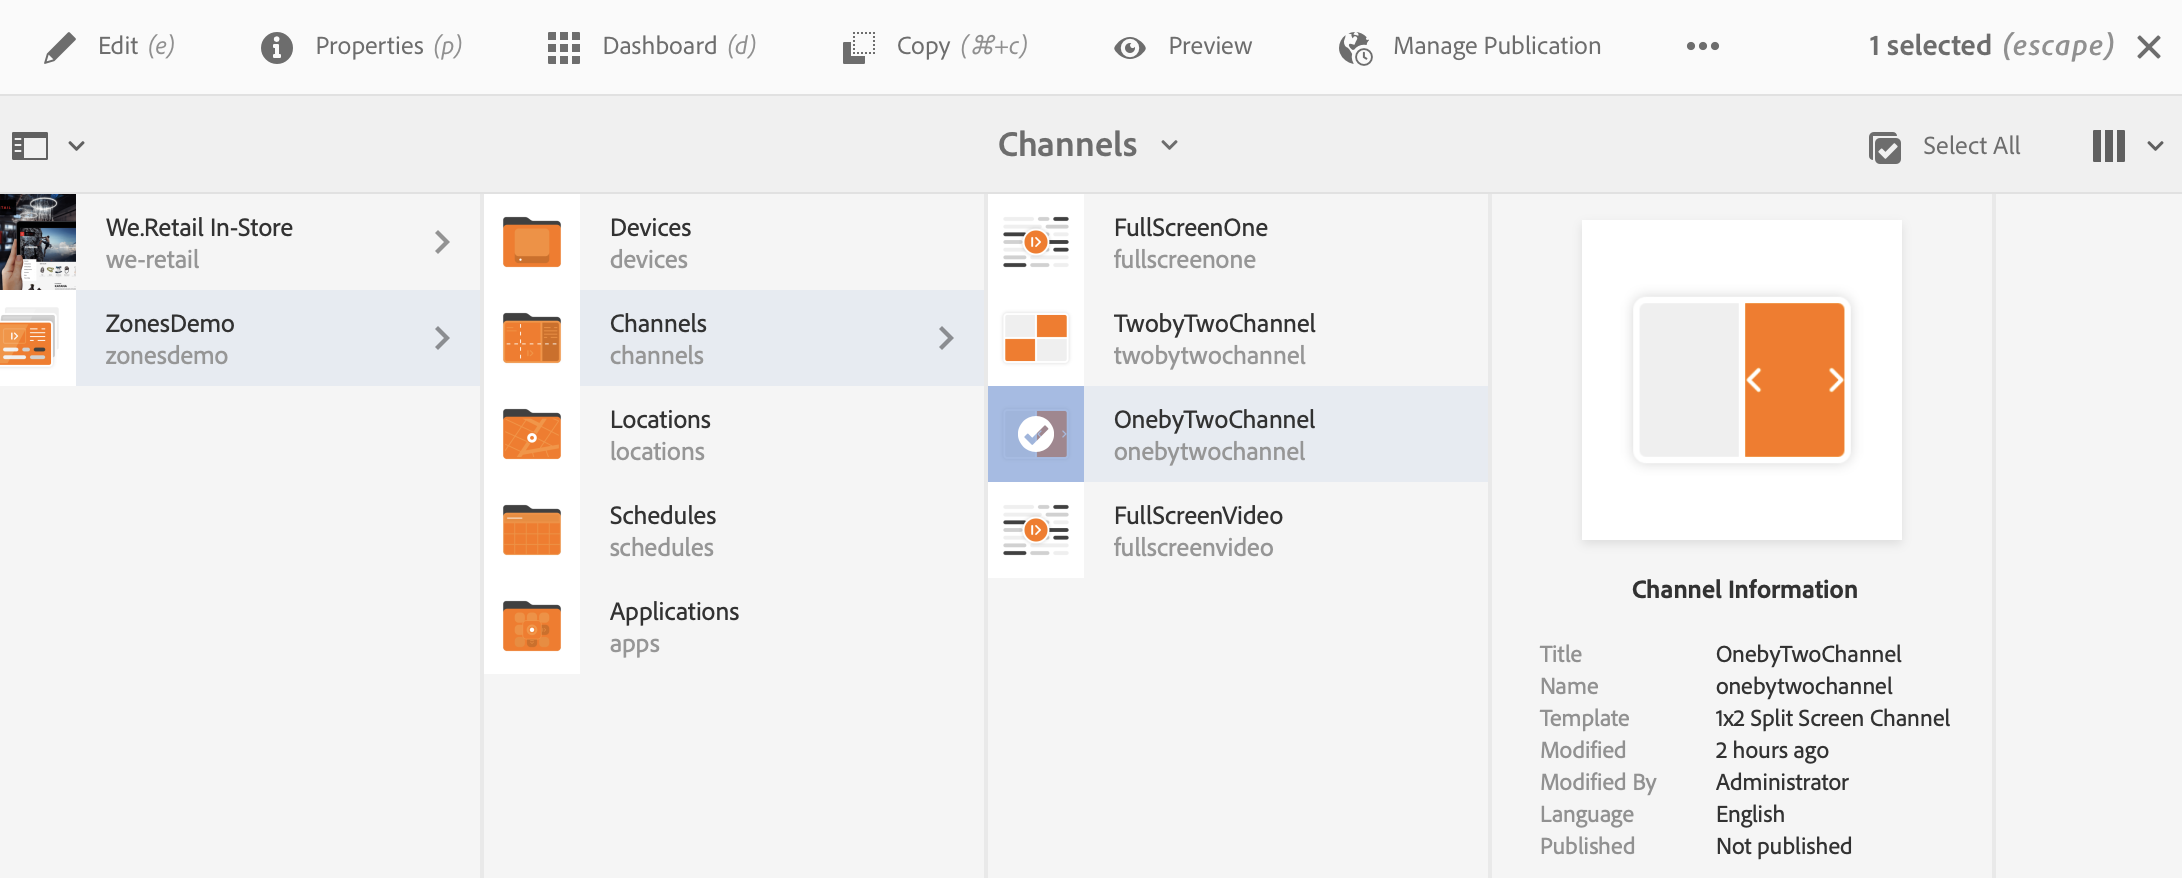 Edit (e) Properties (p) Dashboard (d) Copy (⌘+c) Preview Manage Publication ••• 1 selected (escape)
Channels Select All
We.Retail In-Store
we-retail
ZonesDemo
zonesdemo
Devices
devices
Channels
channels
Locations
locations
Schedules
schedules
Applications
apps
FullScreenOne
fullscreenone
TwobyTwoChannel
twobytwochannel
OnebyTwoChannel
onebytwochannel
FullScreenVideo
fullscreenvideo
Channel Information
Title OnebyTwoChannel
Name onebytwochannel
Template 1x2 Split Screen Channel
Modified 2 hours ago
Modified By Administrator
Language English
Published Not published